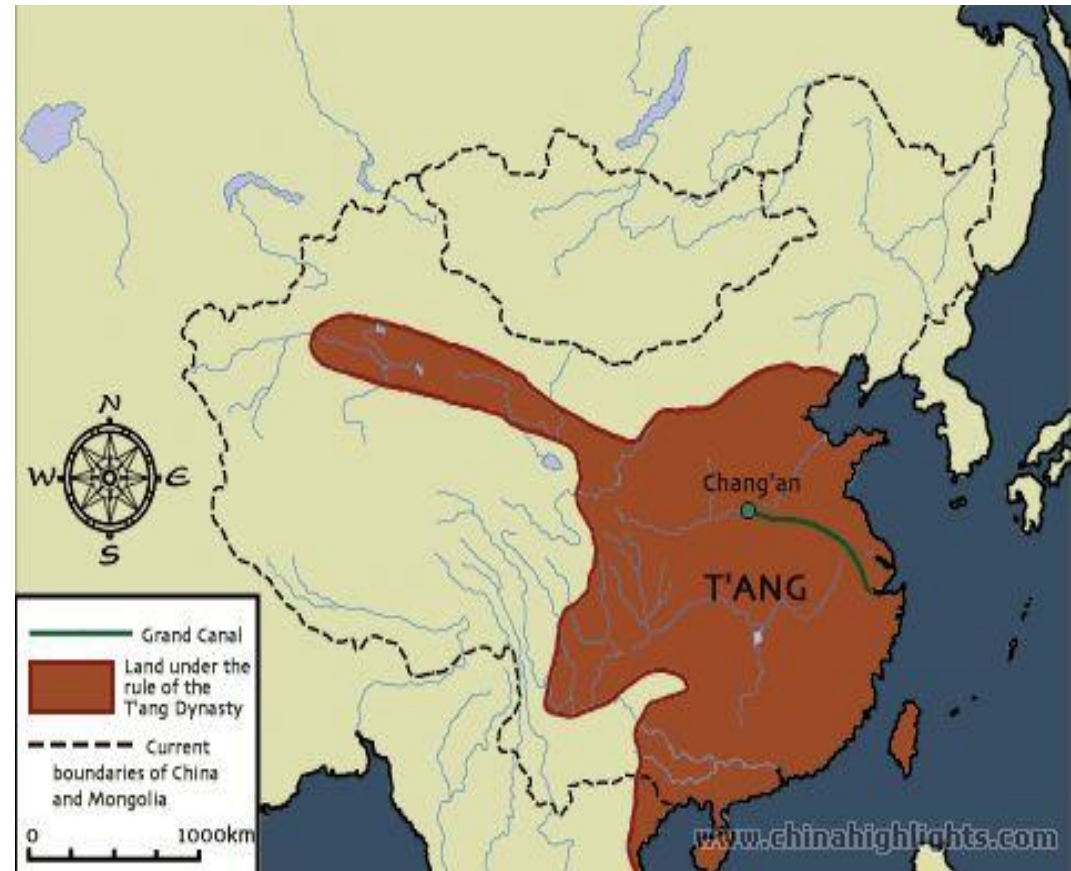 N
W E
S
Chang'an
T'ANG
Grand Canal
Land under the
rule of the
T'ang Dynasty
Current
boundaries of China
and Mongolia
0 1000km
www.chinahighlights.com